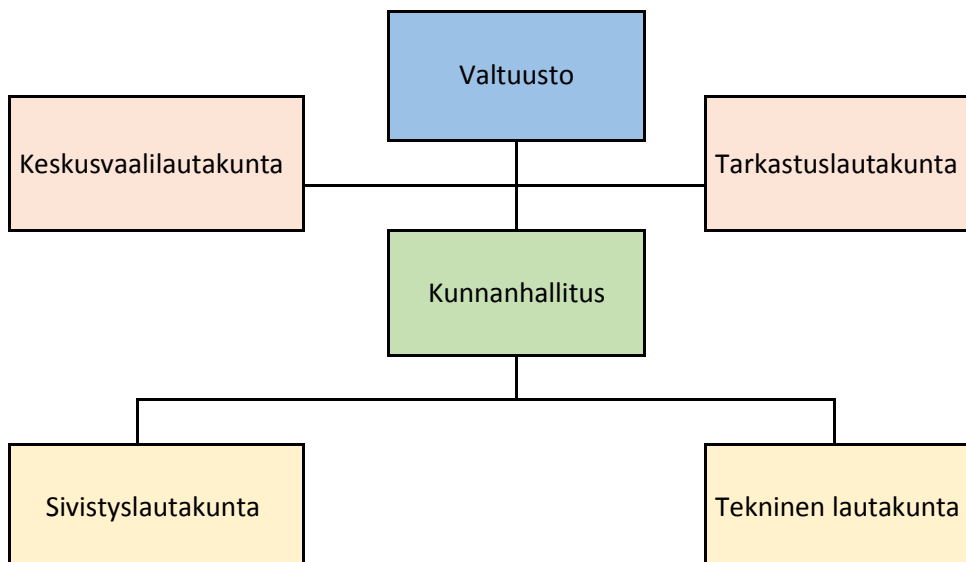 Valtuusto
Keskusvaalilautakunta
Tarkastuslautakunta
Kunnanhallitus
Sivistyslautakunta
Tekninen lautakunta